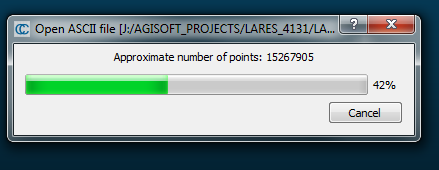 Open ASCII file [J:/AGISOFT_PROJECTS/LARES_4131/LA...
Approximate number of points: 15267905
42%
Cancel